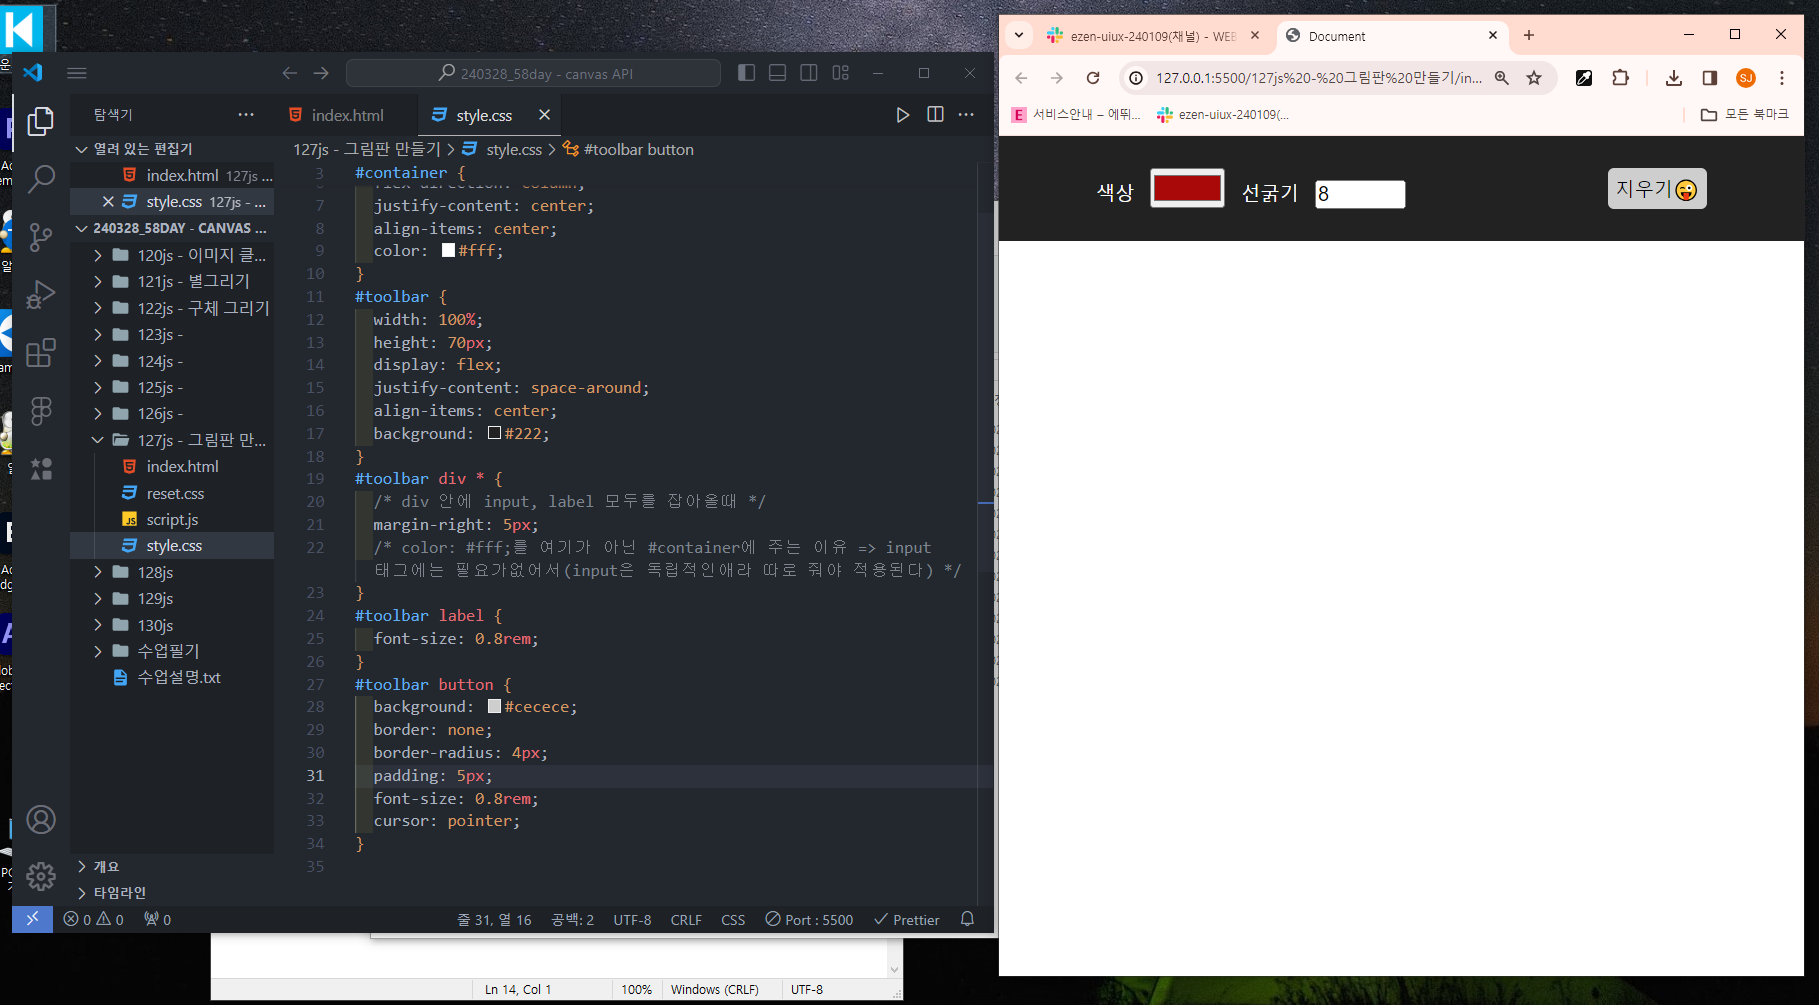 240328_58day - canvas API
탐색기
열려 있는 편집기
index.html 127js ...
style.css 127js - ...
240328_58DAY - CANVAS ...
120js - 이미지 클...
121js - 별그리기
122js - 구체 그리기
123js -
124js -
125js -
126js -
127js - 그림판 만...
index.html
reset.css
script.js
style.css
128js
129js
130js
수업필기
수업설명.txt
개요
타임라인
index.html
style.css
127js - 그림판 만들기 > style.css > #toolbar button
3 #container {
flex-direction: column;
7 justify-content: center;
8 align-items: center;
9 color: #fff;
10 }
11 #toolbar {
12 width: 100%;
13 height: 70px;
14 display: flex;
15 justify-content: space-around;
16 align-items: center;
17 background: #222;
18 }
19 #toolbar div * {
20 /* div 안에 input, label 모두를 잡아올때 */
21 margin-right: 5px;
22 /* color: #fff;를 여기가 아닌 #container에 주는 이유 => input
태그에는 필요가없어서(input은 독립적인애라 따로 줘야 적용된다) */
23 }
24 #toolbar label {
25 font-size: 0.8rem;
26 }
27 #toolbar button {
28 background: #cecece;
29 border: none;
30 border-radius: 4px;
31 padding: 5px;
32 font-size: 0.8rem;
33 cursor: pointer;
34 }
35
0 0 0
줄 31, 열 16 공백: 2 UTF-8 CRLF CSS Port : 5500 Prettier
Ln 14, Col 1 100% Windows (CRLF) UTF-8
ezen-uiux-240109(채널) - WEB
Document
127.0.0.1:5500/127js%20-%20그림판%20만들기/in...
SJ
E 서비스안내 – 에뛰...
ezen-uiux-240109(...
모든 북마크
색상 선굵기 8 지우기😜